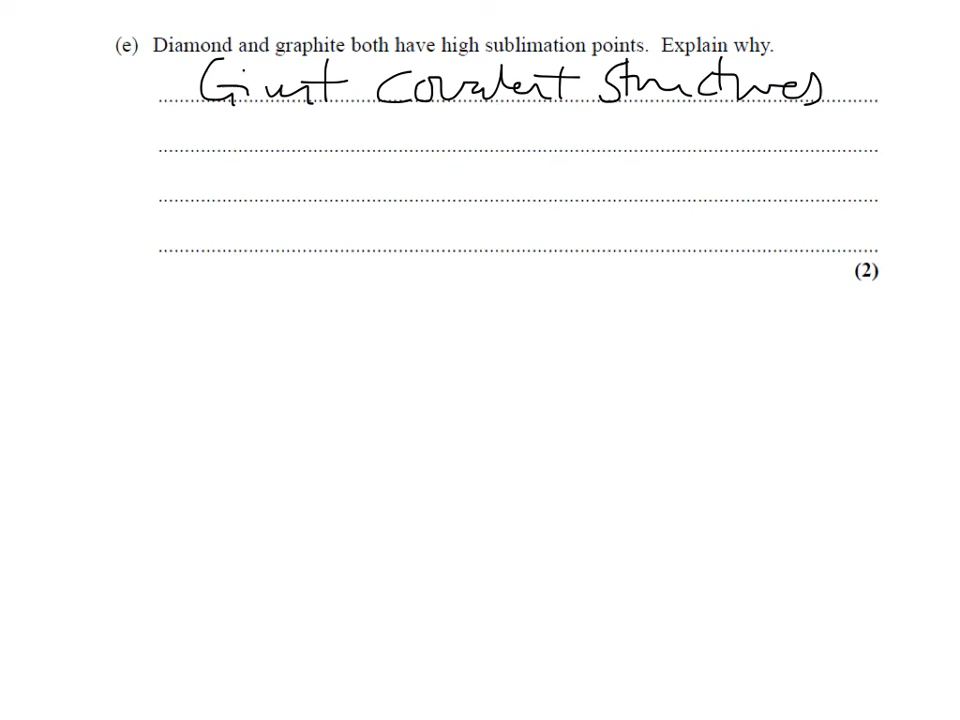 (e) Diamond and graphite both have high sublimation points. Explain why.
Giant Covalent Structures
(2)